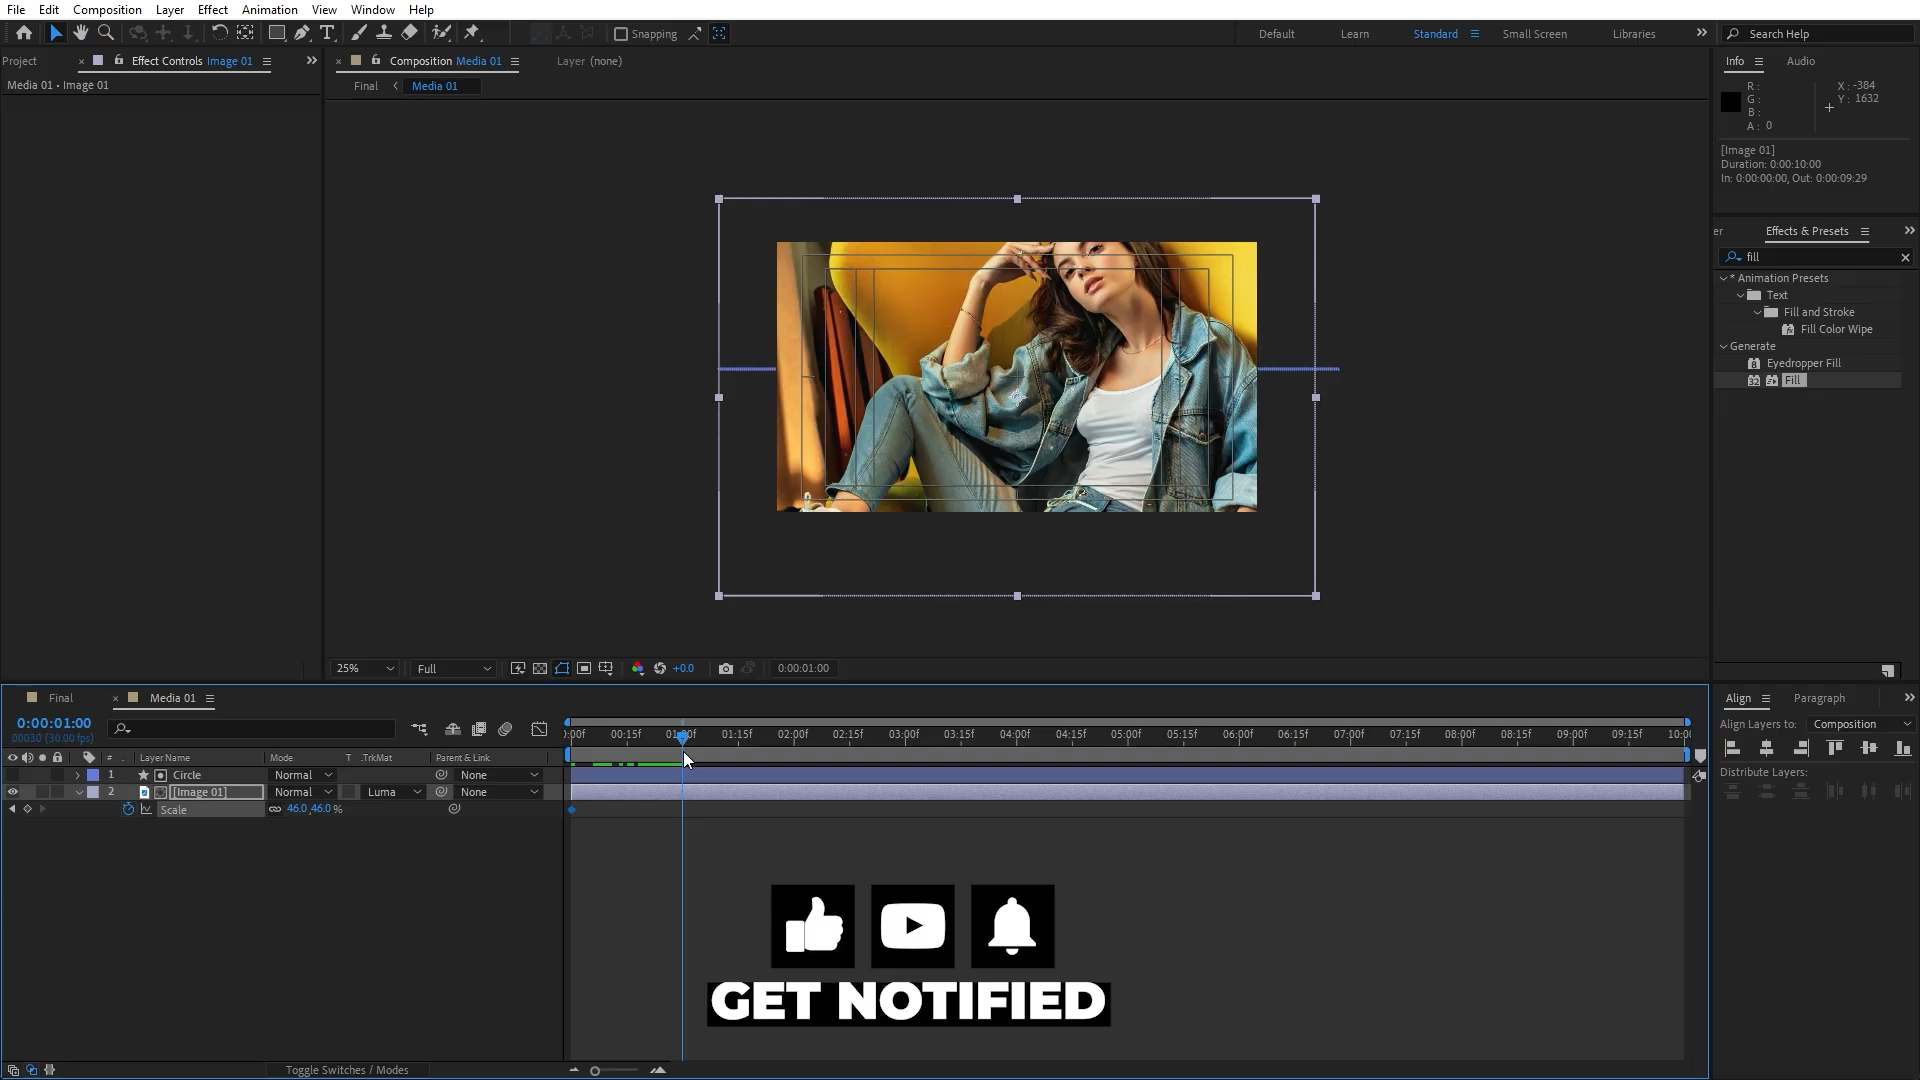 File Edit Composition Layer Effect Animation View Window Help
Snapping
Default Learn Standard Small Screen Libraries Search Help
Project Effect Controls Image 01
Composition Media 01 Layer (none)
Info Audio
Media 01 • Image 01
Final Media 01
R :
G :
B :
A : 0
X : -384
Y : 1632
[Image 01]
Duration: 0:00:10:00
In: 0:00:00:00, Out: 0:00:09:29
er Effects & Presets
fill
* Animation Presets
Text
Fill and Stroke
Fill Color Wipe
Generate
Eyedropper Fill
Fill
25% Full +0.0 0:00:01:00
Final Media 01
Align Paragraph
Align Layers to: Composition
Distribute Layers:
0:00:01:00
00030 (30.00 fps)
):00f 00:15f 01:00f 01:15f 02:00f 02:15f 03:00f 03:15f 04:00f 04:15f 05:00f 05:15f 06:00f 06:15f 07:00f 07:15f 08:00f 08:15f 09:00f 09:15f 10:00
# . Layer Name Mode T .TrkMat Parent & Link
1 Circle Normal None
2 [Image 01] Normal Luma None
Scale 46.0,46.0 %
GET NOTIFIED
Toggle Switches / Modes